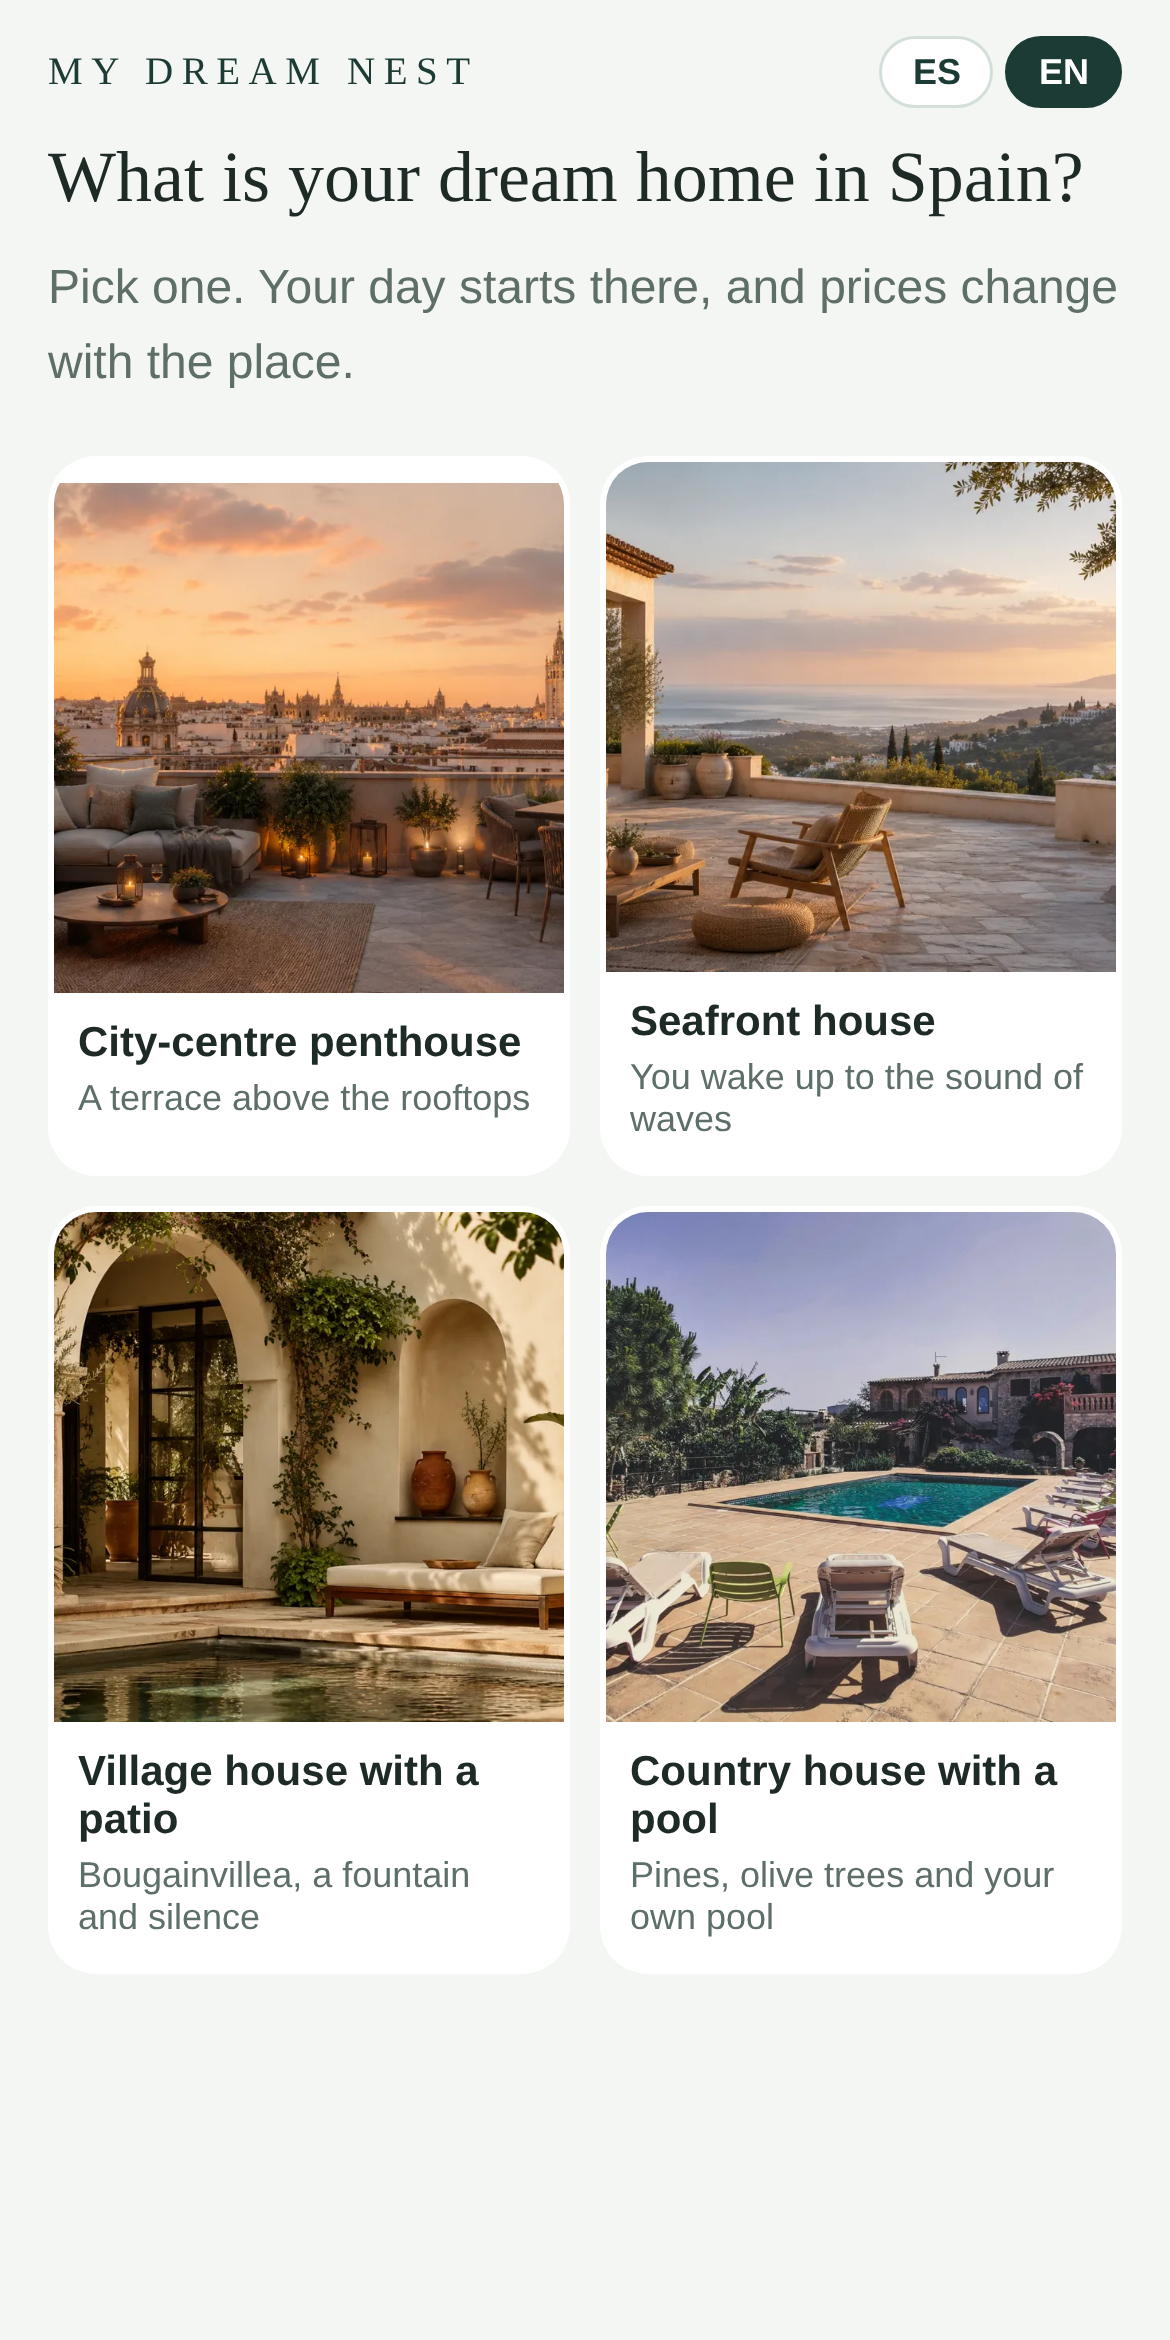 MY DREAM NEST
ES
EN
What is your dream home in Spain?
Pick one. Your day starts there, and prices change
with the place.
City-centre penthouse
A terrace above the rooftops
Seafront house
You wake up to the sound of
waves
Village house with a
patio
Bougainvillea, a fountain
and silence
Country house with a
pool
Pines, olive trees and your
own pool